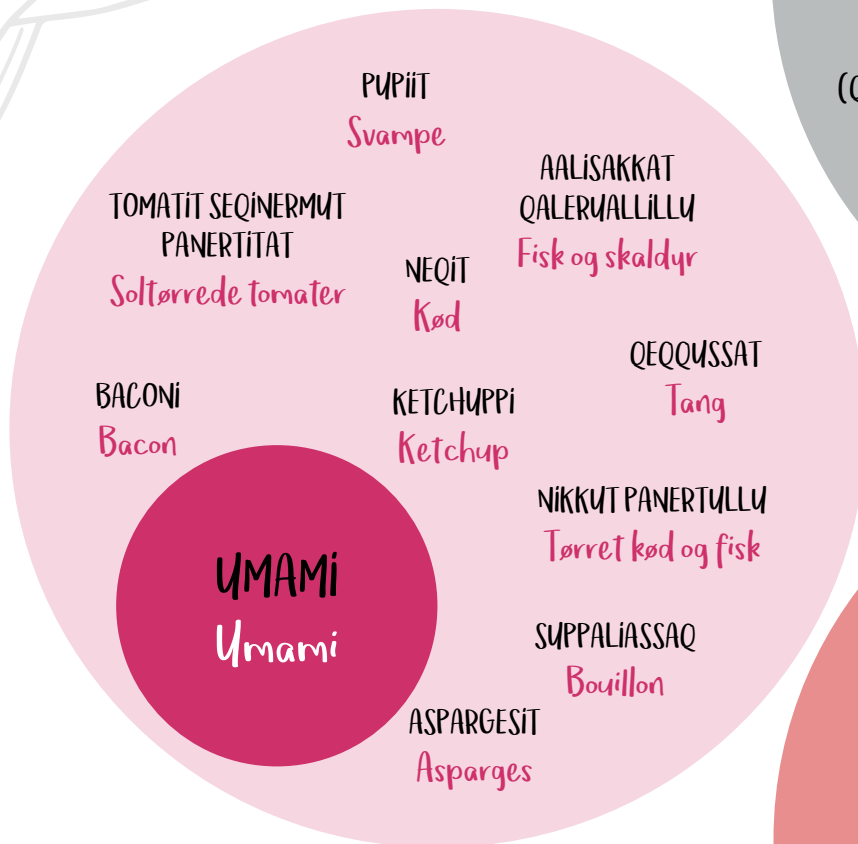 PUPIIT
Svampe
AALISAKKAT
QALERUALLILLU
Fisk og skaldyr
TOMATIT SEQINERMUT
PANERTITAT
Soltørrede tomater
NEQIT
Kød
QEQQUSSAT
Tang
BACONI
Bacon
KETCHUPPI
Ketchup
NIKKUT PANERTULLU
Tørret kød og fisk
UMAMI
Umami
SUPPALIASSAQ
Bouillon
ASPARGESIT
Asparges